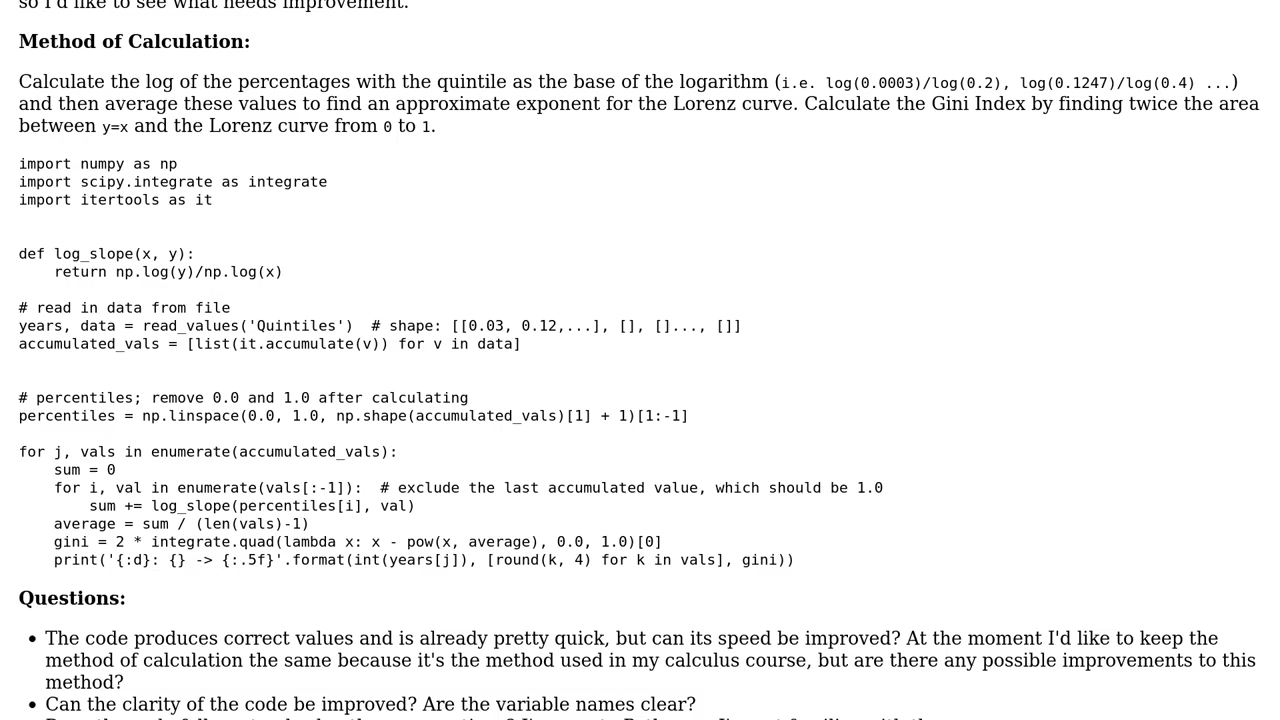 so I'd like to see what needs improvement.
Method of Calculation:
Calculate the log of the percentages with the quintile as the base of the logarithm (i.e. log(0.0003)/log(0.2), log(0.1247)/log(0.4) ...)
and then average these values to find an approximate exponent for the Lorenz curve. Calculate the Gini Index by finding twice the area
between y=x and the Lorenz curve from 0 to 1.
import numpy as np
import scipy.integrate as integrate
import itertools as it
def log_slope(x, y):
    return np.log(y)/np.log(x)
# read in data from file
years, data = read_values('Quintiles')  # shape: [[0.03, 0.12,...], [], []..., []]
accumulated_vals = [list(it.accumulate(v)) for v in data]
# percentiles; remove 0.0 and 1.0 after calculating
percentiles = np.linspace(0.0, 1.0, np.shape(accumulated_vals)[1] + 1)[1:-1]
for j, vals in enumerate(accumulated_vals):
    sum = 0
    for i, val in enumerate(vals[:-1]):  # exclude the last accumulated value, which should be 1.0
        sum += log_slope(percentiles[i], val)
    average = sum / (len(vals)-1)
    gini = 2 * integrate.quad(lambda x: x - pow(x, average), 0.0, 1.0)[0]
    print('{:d}: {} -> {:.5f}'.format(int(years[j]), [round(k, 4) for k in vals], gini))
Questions:
• The code produces correct values and is already pretty quick, but can its speed be improved? At the moment I'd like to keep the
method of calculation the same because it's the method used in my calculus course, but are there any possible improvements to this
method?
• Can the clarity of the code be improved? Are the variable names clear?